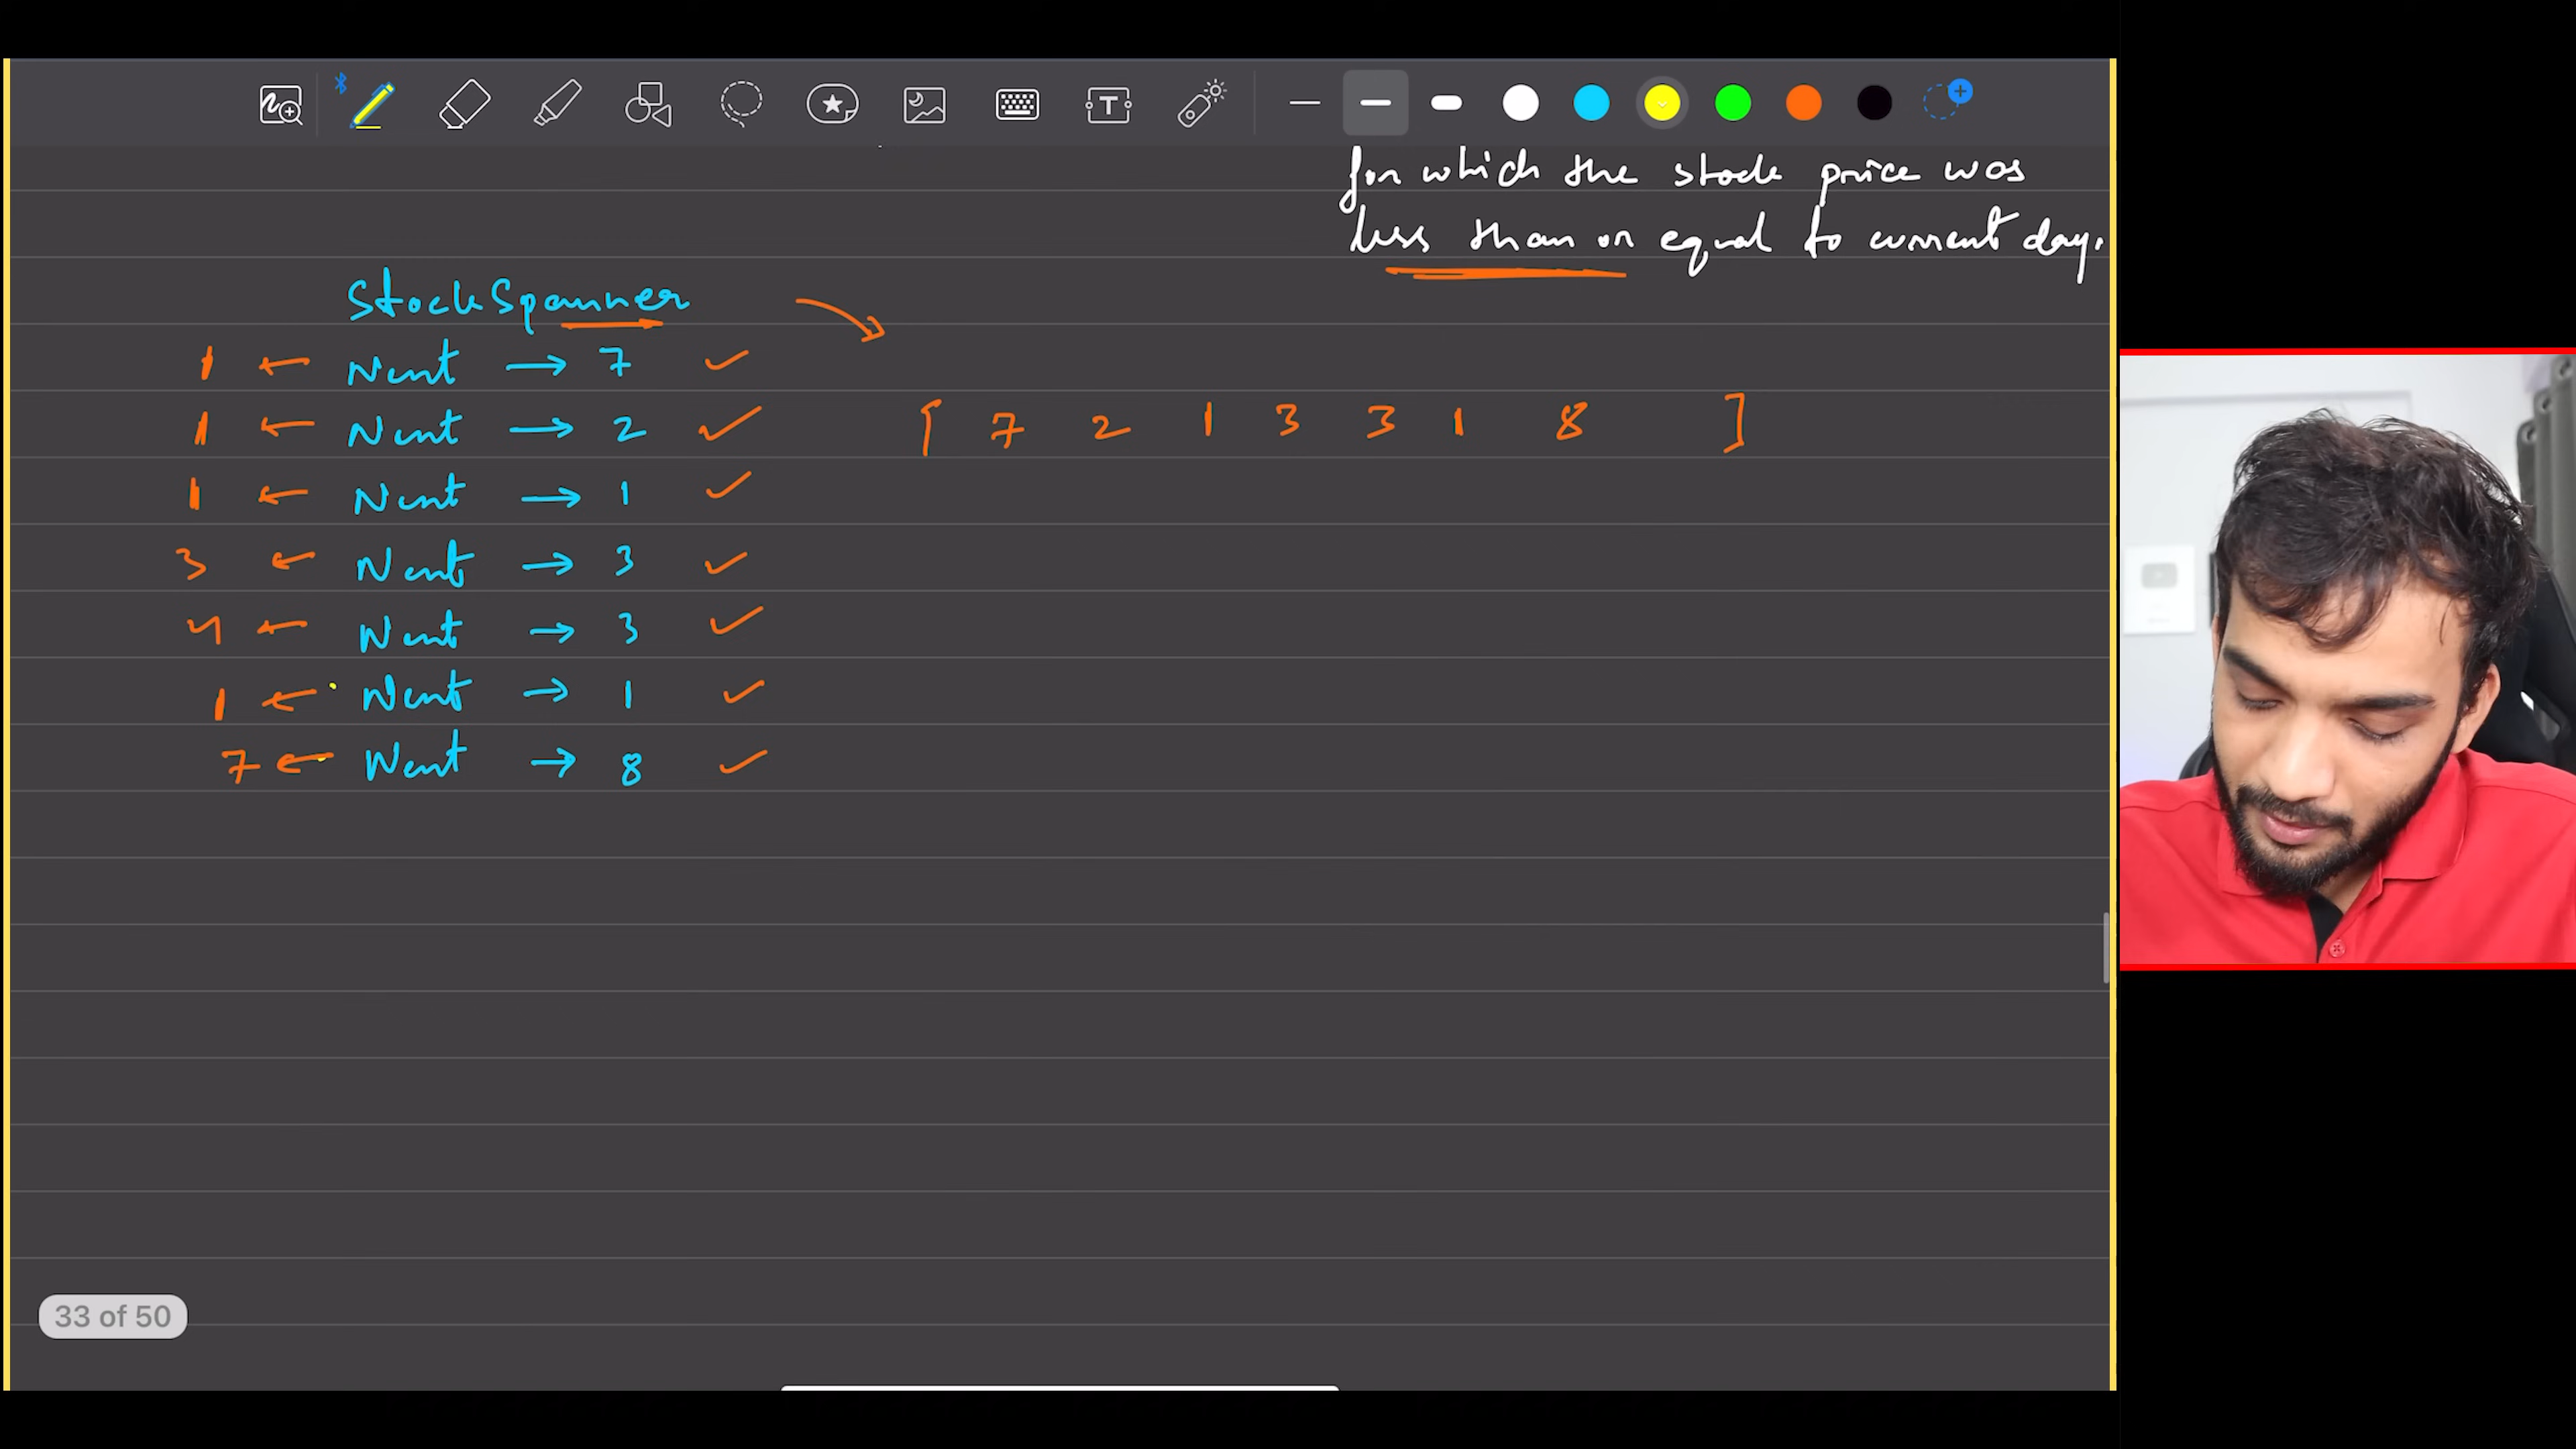 for which the stock price was
less than or equal to current day.
StockSpanner
1 ← Next → 7 ✓
1 ← Next → 2 ✓
[ 7 2 1 3 3 1 8 ]
1 ← Next → 1 ✓
3 ← Next → 3 ✓
4 ← Next → 3 ✓
1 ← Next → 1 ✓
7 ← Next → 8 ✓
33 of 50